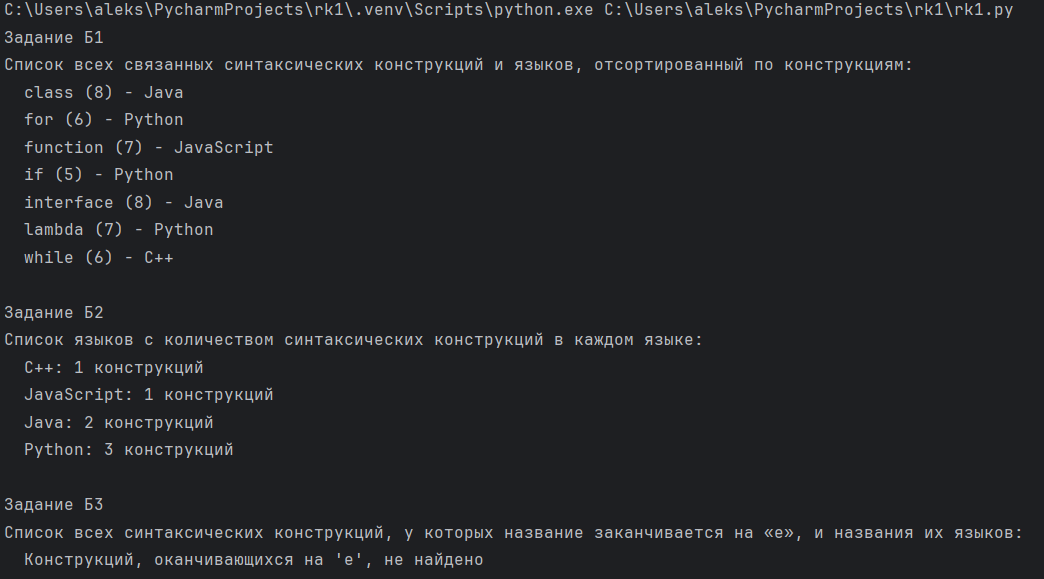 C:\Users\aleks\PycharmProjects\rk1\.venv\Scripts\python.exe C:\Users\aleks\PycharmProjects\rk1\rk1.py
Задание Б1
Список всех связанных синтаксических конструкций и языков, отсортированный по конструкциям:
class (8) - Java
for (6) - Python
function (7) - JavaScript
if (5) - Python
interface (8) - Java
lambda (7) - Python
while (6) - C++
Задание Б2
Список языков с количеством синтаксических конструкций в каждом языке:
C++: 1 конструкций
JavaScript: 1 конструкций
Java: 2 конструкций
Python: 3 конструкций
Задание Б3
Список всех синтаксических конструкций, у которых название заканчивается на «е», и названия их языков:
Конструкций, оканчивающихся на 'е', не найдено